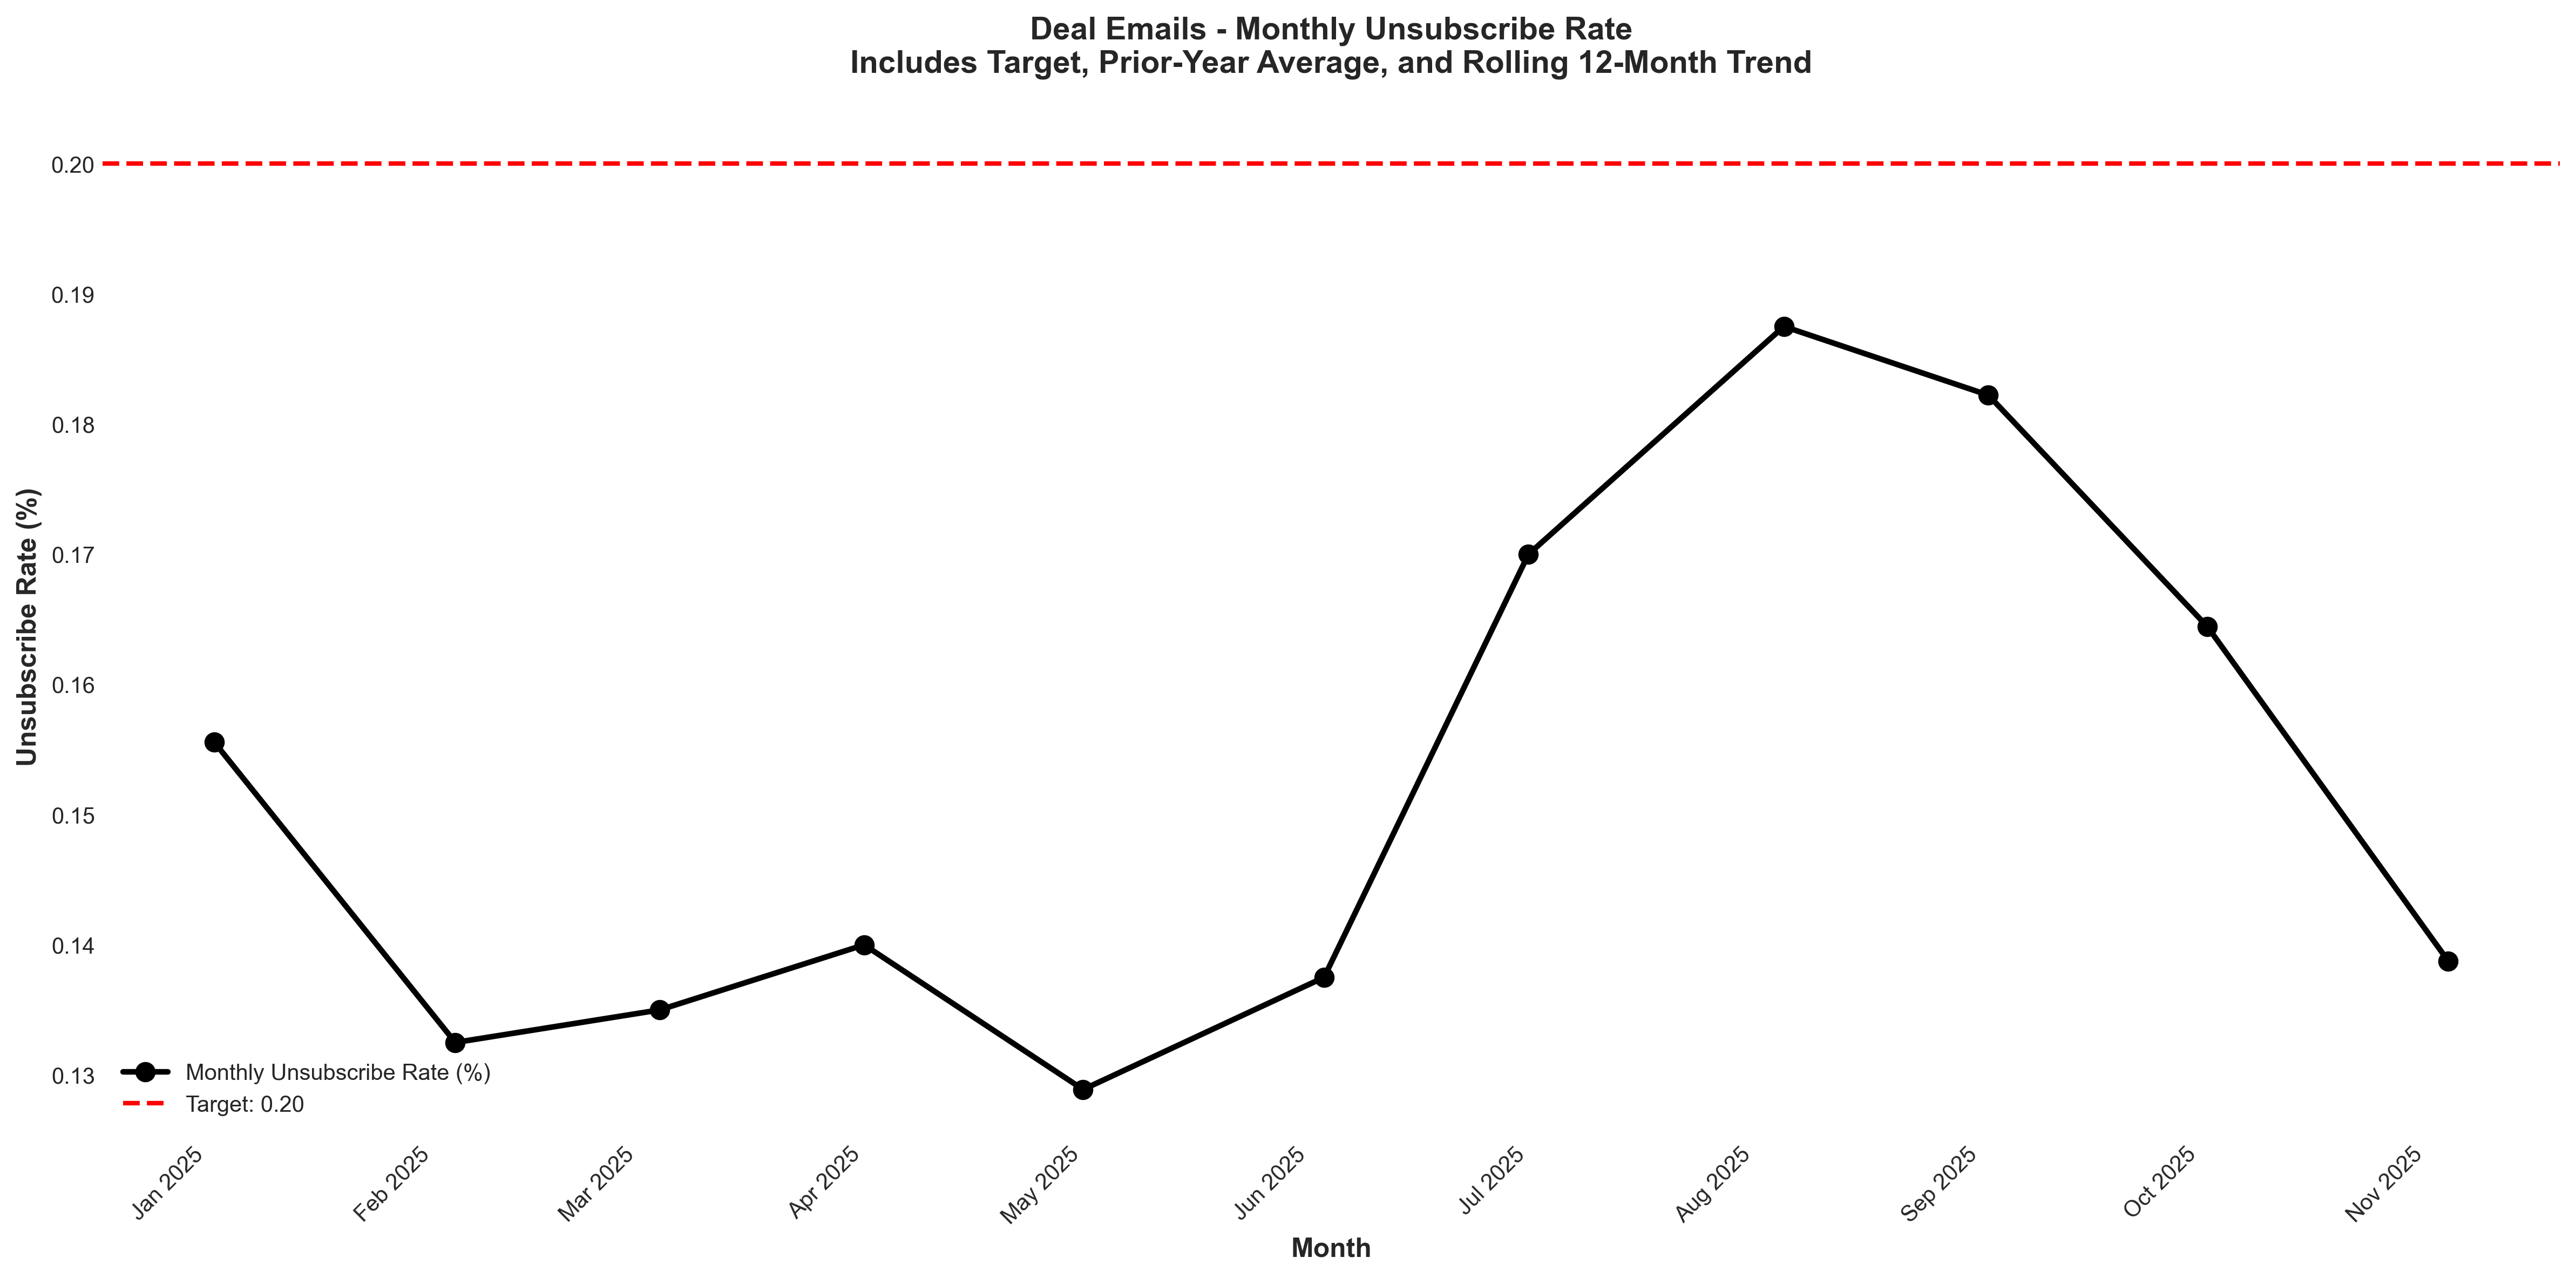 Deal Emails - Monthly Unsubscribe Rate
Includes Target, Prior-Year Average, and Rolling 12-Month Trend
Unsubscribe Rate (%)
0.20
0.19
0.18
0.17
0.16
0.15
0.14
0.13
Monthly Unsubscribe Rate (%)
Target: 0.20
Jan 2025
Feb 2025
Mar 2025
Apr 2025
May 2025
Jun 2025
Jul 2025
Aug 2025
Sep 2025
Oct 2025
Nov 2025
Month